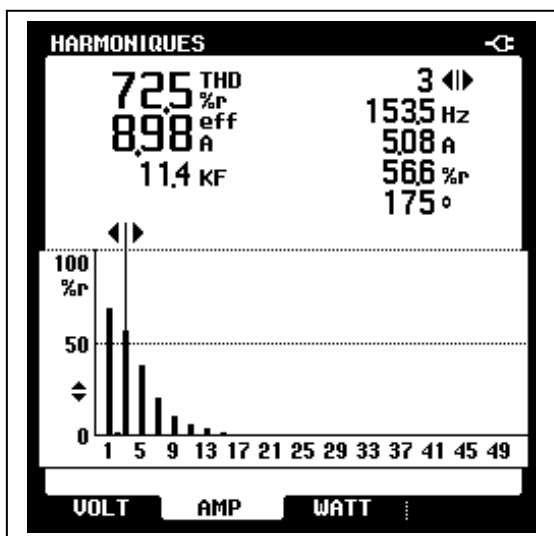 HARMONIQUES
72,5 THD %r
8,98 eff A
11,4 KF
3
153,5 Hz
5,08 A
56,6 %r
175 °
100
%r
50
0
1 5 9 13 17 21 25 29 33 37 41 45 49
VOLT AMP WATT